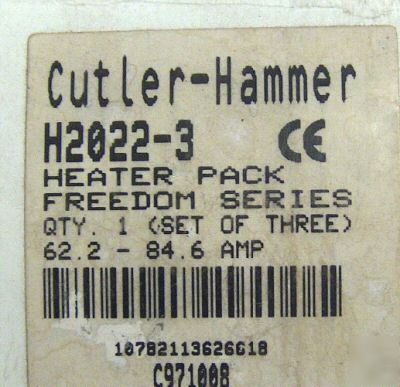 Cutler-Hammer
H2022-3 CE
HEATER PACK
FREEDOM SERIES
QTY. 1 (SET OF THREE)
62.2 - 84.6 AMP
10782113626618
C971008